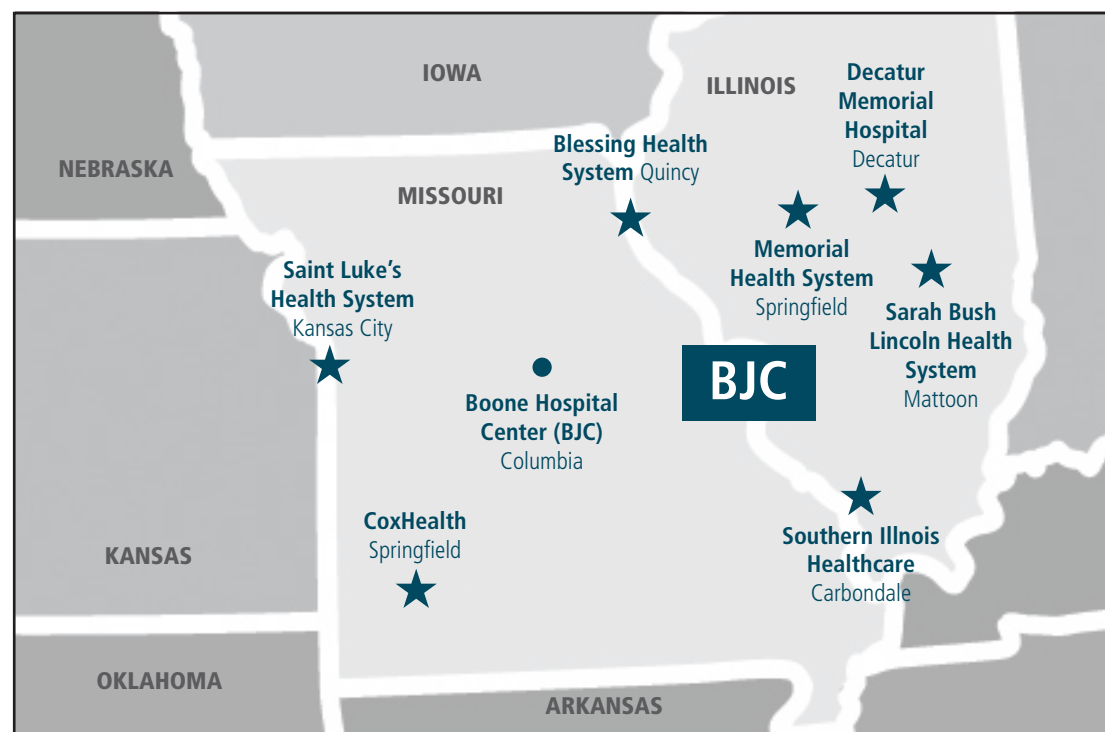 IOWA
ILLINOIS
Decatur
Memorial
Hospital
Decatur
NEBRASKA
Blessing Health
System Quincy
MISSOURI
Memorial
Health System
Springfield
Saint Luke's
Health System
Kansas City
Sarah Bush
Lincoln Health
System
Mattoon
BJC
Boone Hospital
Center (BJC)
Columbia
CoxHealth
Springfield
Southern Illnois
Healthcare
Carbondale
KANSAS
OKLAHOMA
ARKANSAS